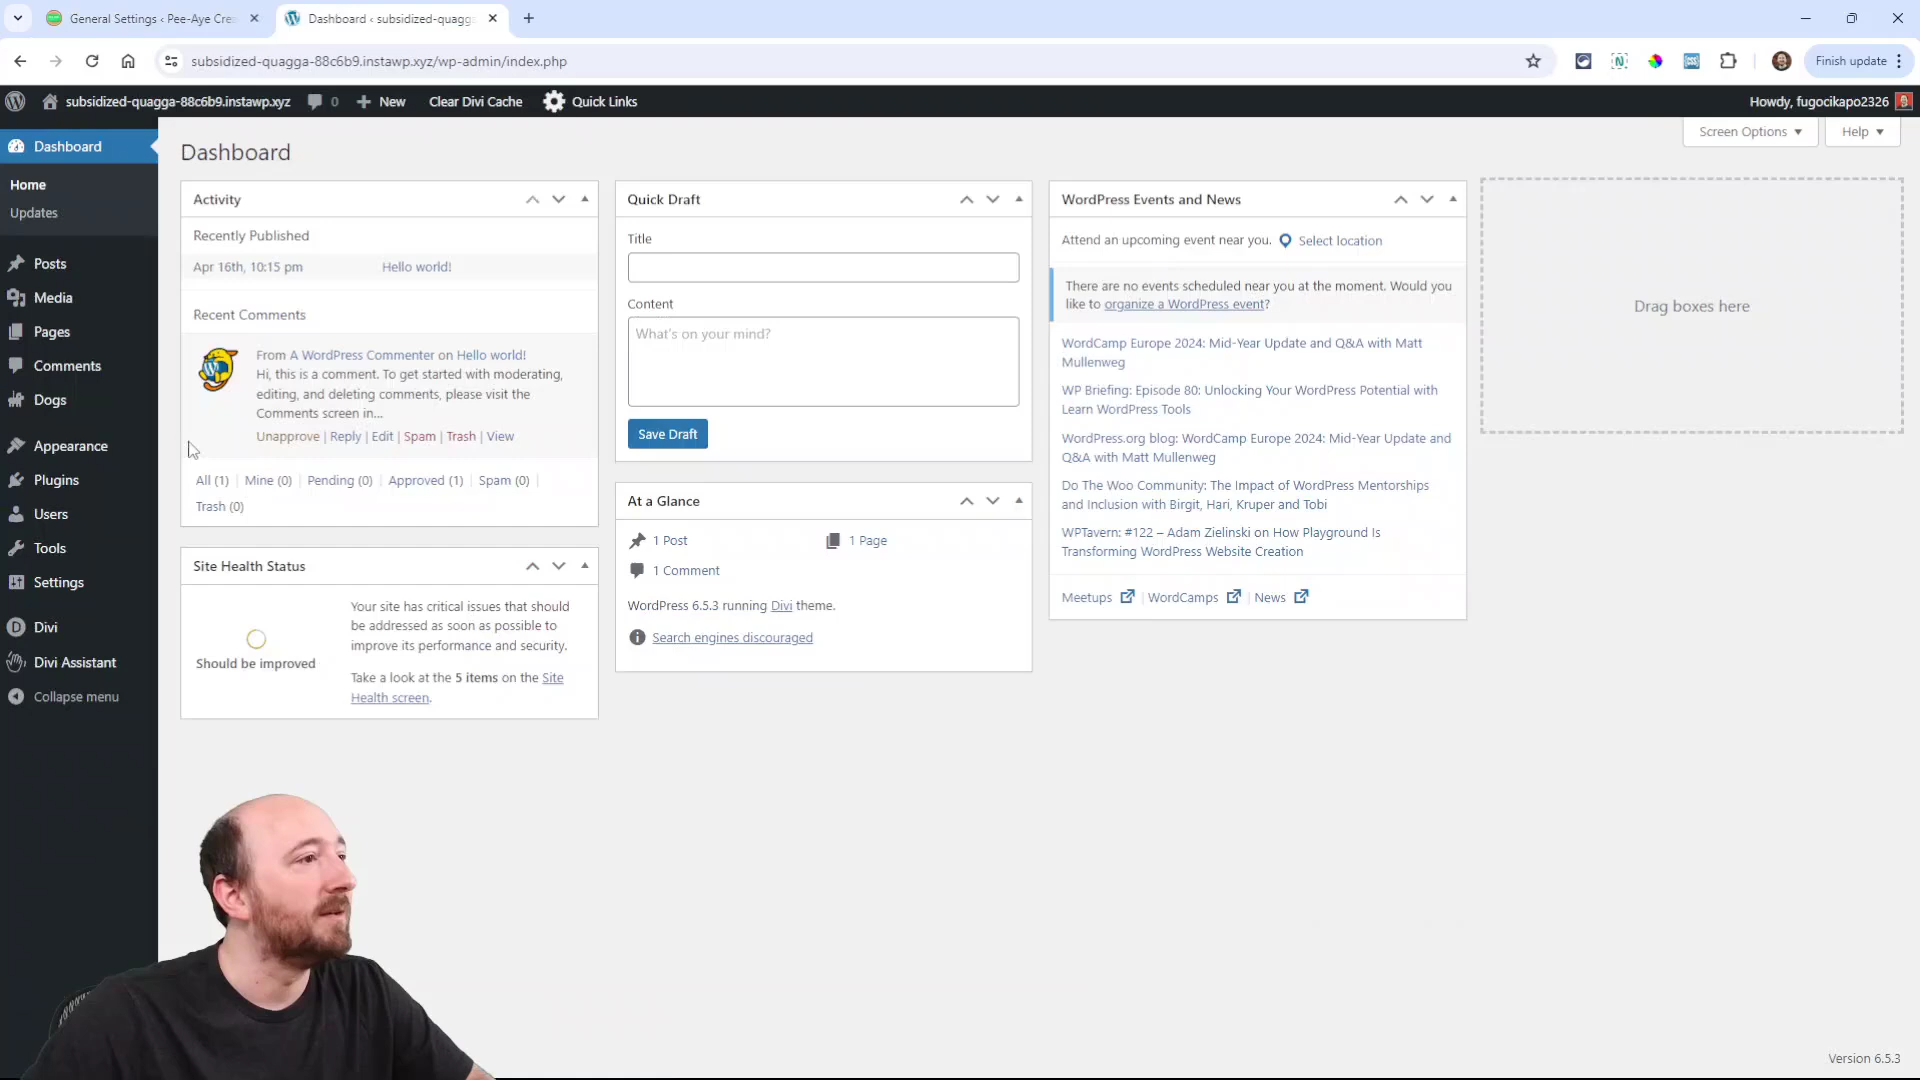 General Settings ‹ Pee-Aye Cre
Dashboard ‹ subsidized-quagg
subsidized-quagga-88c6b9.instawp.xyz/wp-admin/index.php
Finish update
subsidized-quagga-88c6b9.instawp.xyz
0
New
Clear Divi Cache
Quick Links
Howdy, fugocikapo2326
Dashboard
Home
Updates
Posts
Media
Pages
Comments
Dogs
Appearance
Plugins
Users
Tools
Settings
Divi
Divi Assistant
Collapse menu
Dashboard
Screen Options
Help
Activity
Recently Published
Apr 16th, 10:15 pm
Hello world!
Recent Comments
From A WordPress Commenter on Hello world!
Hi, this is a comment. To get started with moderating,
editing, and deleting comments, please visit the
Comments screen in…
Unapprove | Reply | Edit | Spam | Trash | View
All (1) | Mine (0) | Pending (0) | Approved (1) | Spam (0) |
Trash (0)
Site Health Status
Should be improved
Your site has critical issues that should
be addressed as soon as possible to
improve its performance and security.
Take a look at the 5 items on the Site
Health screen.
Quick Draft
Title
Content
What's on your mind?
Save Draft
At a Glance
1 Post
1 Page
1 Comment
WordPress 6.5.3 running Divi theme.
Search engines discouraged
WordPress Events and News
Attend an upcoming event near you.
Select location
There are no events scheduled near you at the moment. Would you
like to organize a WordPress event?
WordCamp Europe 2024: Mid-Year Update and Q&A with Matt
Mullenweg
WP Briefing: Episode 80: Unlocking Your WordPress Potential with
Learn WordPress Tools
WordPress.org blog: WordCamp Europe 2024: Mid-Year Update and
Q&A with Matt Mullenweg
Do The Woo Community: The Impact of WordPress Mentorships
and Inclusion with Birgit, Hari, Kruper and Tobi
WPTavern: #122 – Adam Zielinski on How Playground Is
Transforming WordPress Website Creation
Meetups | WordCamps | News
Drag boxes here
Version 6.5.3